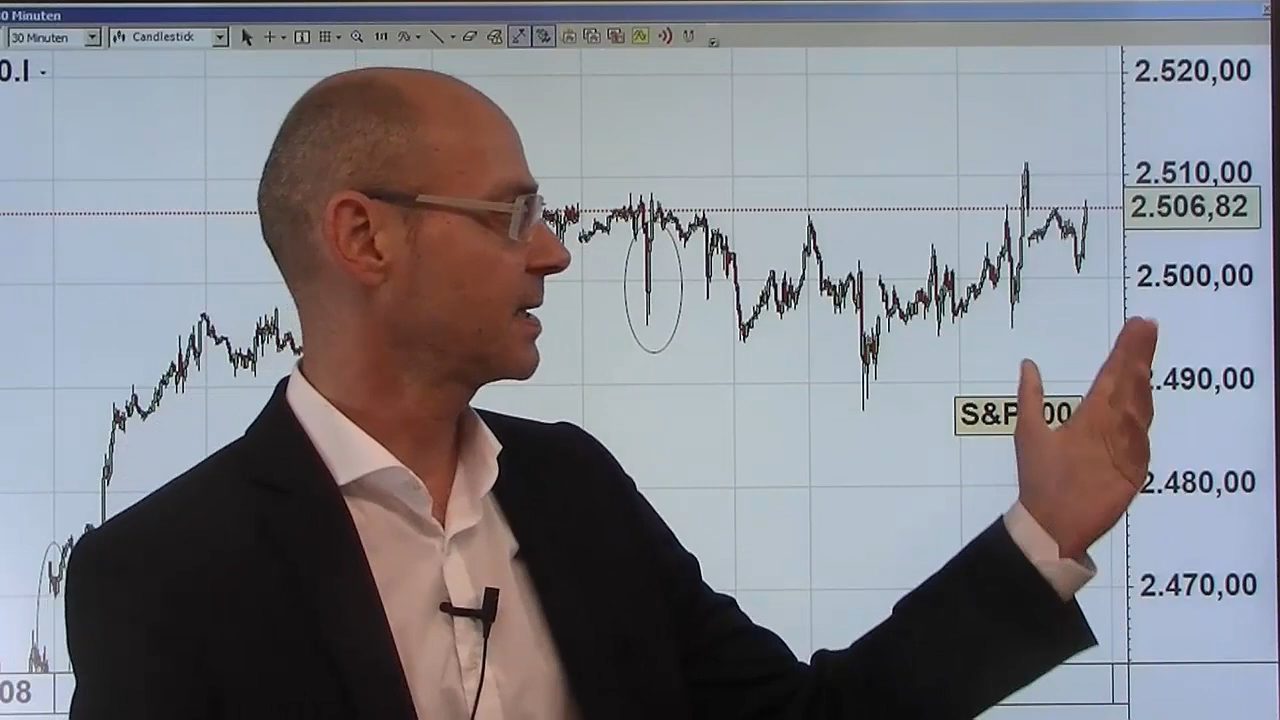 0 Minuten
30 Minuten Candlestick
0.I -
2.520,00
2.510,00
2.506,82
2.500,00
2.490,00
S&P 00
2.480,00
2.470,00
08